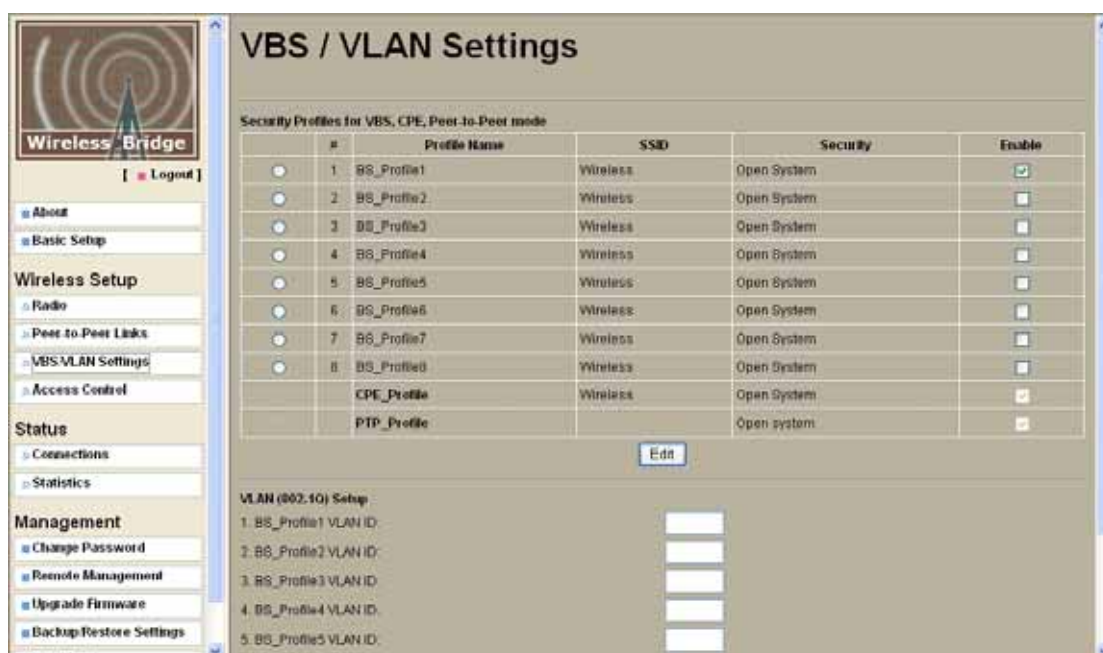 Wireless Bridge
[ Logout ]
About
Basic Setup
Wireless Setup
Radio
Peer-to-Peer Links
VBS/VLAN Settings
Access Control
Status
Connections
Statistics
Management
Change Password
Remote Management
Upgrade Firmware
Backup/Restore Settings
VBS / VLAN Settings
Security Profiles for VBS, CPE, Peer-to-Peer mode
# Profile Name SSID Security Enable
1 BS_Profile1 Wireless Open System
2 BS_Profile2 Wireless Open System
3 BS_Profile3 Wireless Open System
4 BS_Profile4 Wireless Open System
5 BS_Profile5 Wireless Open System
6 BS_Profile6 Wireless Open System
7 BS_Profile7 Wireless Open System
8 BS_Profile8 Wireless Open System
CPE_Profile Wireless Open System
PTP_Profile Open system
Edit
VLAN (802.1Q) Setup
1. BS_Profile1 VLAN ID:
2. BS_Profile2 VLAN ID:
3. BS_Profile3 VLAN ID:
4. BS_Profile4 VLAN ID:
5. BS_Profile5 VLAN ID: